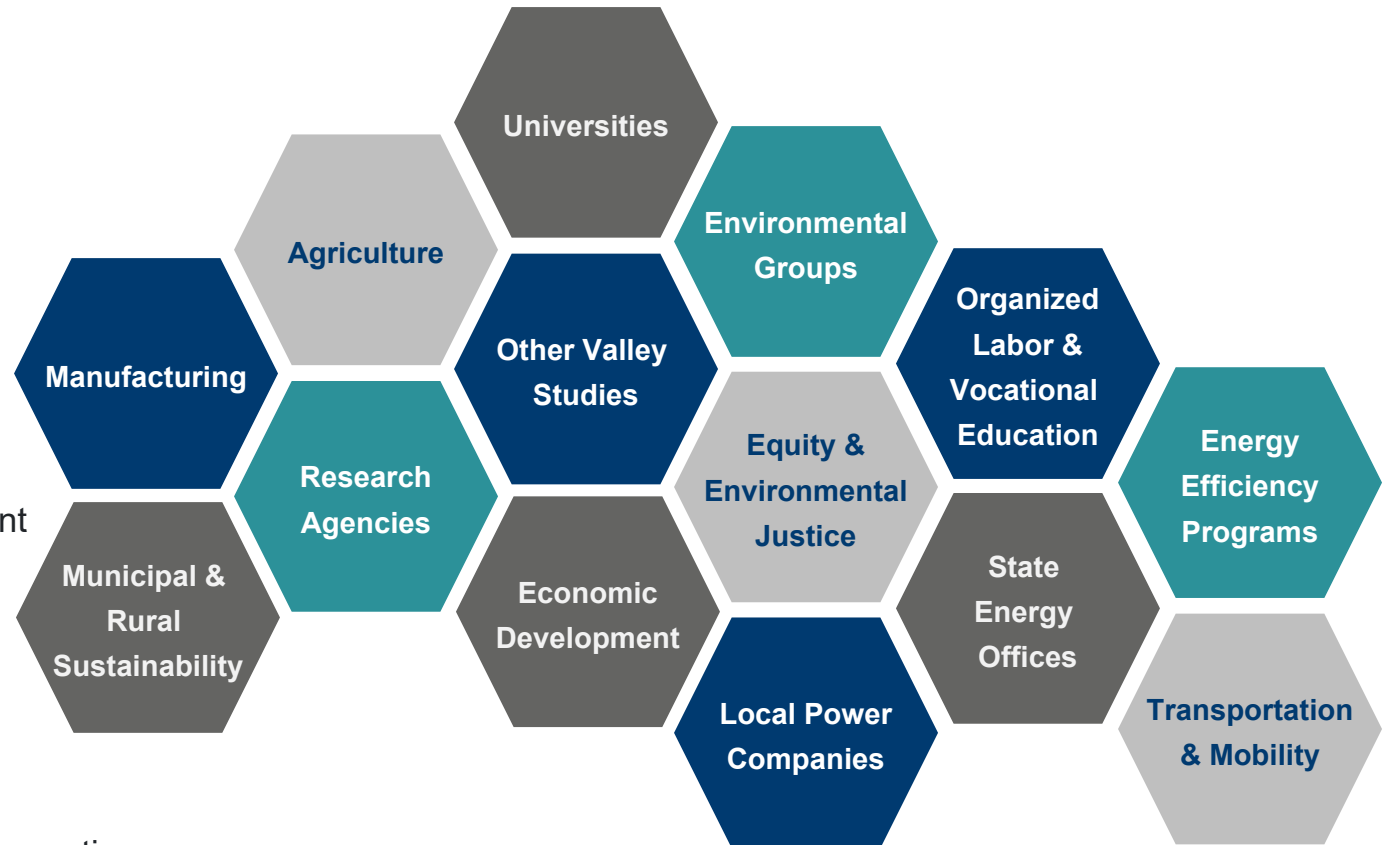 Universities
Environmental
Groups
Agriculture
Organized
Labor &
Vocational
Education
Other Valley
Studies
Manufacturing
Energy
Efficiency
Programs
Equity &
Environmental
Justice
Research
Agencies
nt
Municipal &
Rural
Sustainability
Economic
Development
State
Energy
Offices
Local Power
Companies
Transportation
& Mobility